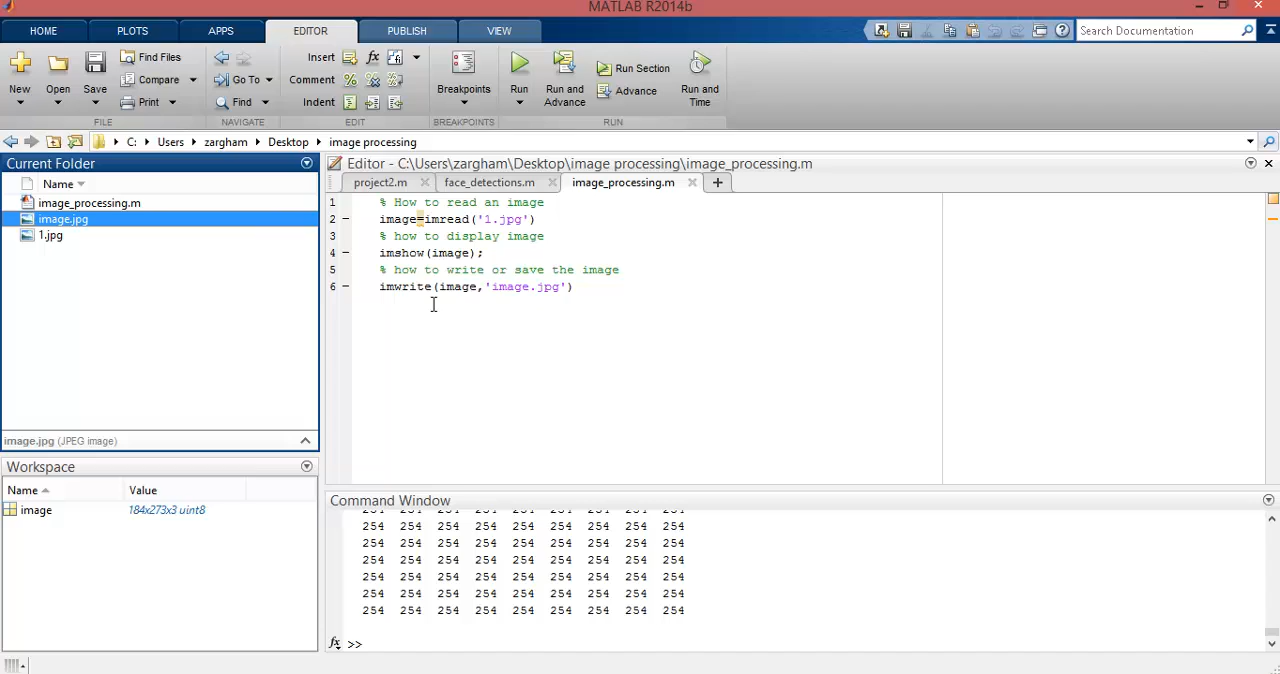 MATLAB R2014b
HOME PLOTS APPS EDITOR PUBLISH VIEW
Search Documentation
New Open Save Find Files Compare Print
FILE
Go To Find
NAVIGATE
Insert fx
Comment
Indent
EDIT
Breakpoints
BREAKPOINTS
Run Run and Advance Run Section Advance Run and Time
RUN
C: Users zargham Desktop image processing
Current Folder
Name
image_processing.m
image.jpg
1.jpg
image.jpg (JPEG image)
Workspace
Name Value
image 184x273x3 uint8
Editor - C:\Users\zargham\Desktop\image processing\image_processing.m
project2.m face_detections.m image_processing.m
1 % How to read an image
2 image=imread('1.jpg')
3 % how to display image
4 imshow(image);
5 % how to write or save the image
6 imwrite(image,'image.jpg')
Command Window
254 254 254 254 254 254 254 254 254
254 254 254 254 254 254 254 254 254
254 254 254 254 254 254 254 254 254
254 254 254 254 254 254 254 254 254
254 254 254 254 254 254 254 254 254
254 254 254 254 254 254 254 254 254
fx >>